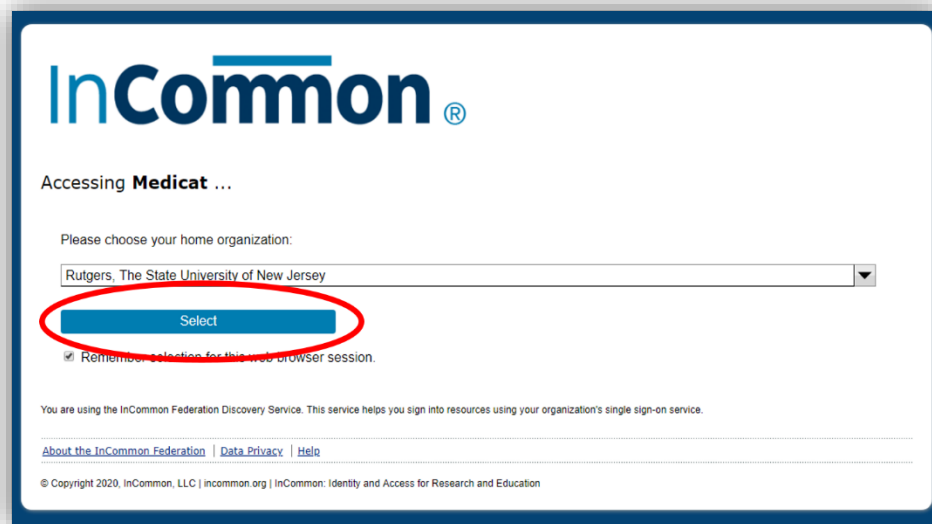 InCommon ®
Accessing Medicat ...
Please choose your home organization:
Rutgers, The State University of New Jersey
Select
Remember selection for this web browser session.
You are using the InCommon Federation Discovery Service. This service helps you sign into resources using your organization's single sign-on service.
About the InCommon Federation | Data Privacy | Help
© Copyright 2020, InCommon, LLC | incommon.org | InCommon: Identity and Access for Research and Education